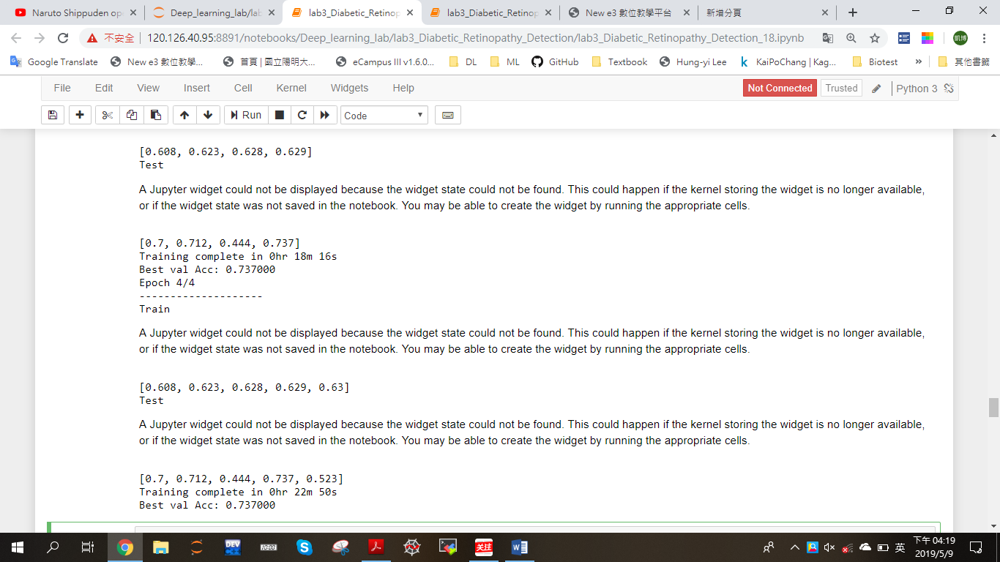 Naruto Shippuden op
Deep_learning_lab/lab
lab3_Diabetic_Retinop
lab3_Diabetic_Retinop
New e3 數位教學平台
新增分頁
不安全 | 120.126.40.95:8891/notebooks/Deep_learning_lab/lab3_Diabetic_Retinopathy_Detection/lab3_Diabetic_Retinopathy_Detection_18.ipynb
凱博
Google Translate
New e3 數位教學...
首頁 | 國立陽明大...
eCampus III v1.6.0...
DL
ML
GitHub
Textbook
Hung-yi Lee
KaiPoChang | Kag...
Biotest
»
其他書籤
File Edit View Insert Cell Kernel Widgets Help
Not Connected
Trusted
Python 3
Run
Code
[0.608, 0.623, 0.628, 0.629]
Test
A Jupyter widget could not be displayed because the widget state could not be found. This could happen if the kernel storing the widget is no longer available,
or if the widget state was not saved in the notebook. You may be able to create the widget by running the appropriate cells.
[0.7, 0.712, 0.444, 0.737]
Training complete in 0hr 18m 16s
Best val Acc: 0.737000
Epoch 4/4
--------------------
Train
A Jupyter widget could not be displayed because the widget state could not be found. This could happen if the kernel storing the widget is no longer available,
or if the widget state was not saved in the notebook. You may be able to create the widget by running the appropriate cells.
[0.608, 0.623, 0.628, 0.629, 0.63]
Test
A Jupyter widget could not be displayed because the widget state could not be found. This could happen if the kernel storing the widget is no longer available,
or if the widget state was not saved in the notebook. You may be able to create the widget by running the appropriate cells.
[0.7, 0.712, 0.444, 0.737, 0.523]
Training complete in 0hr 22m 50s
Best val Acc: 0.737000
DEV
关注
英
下午 04:19
2019/5/9